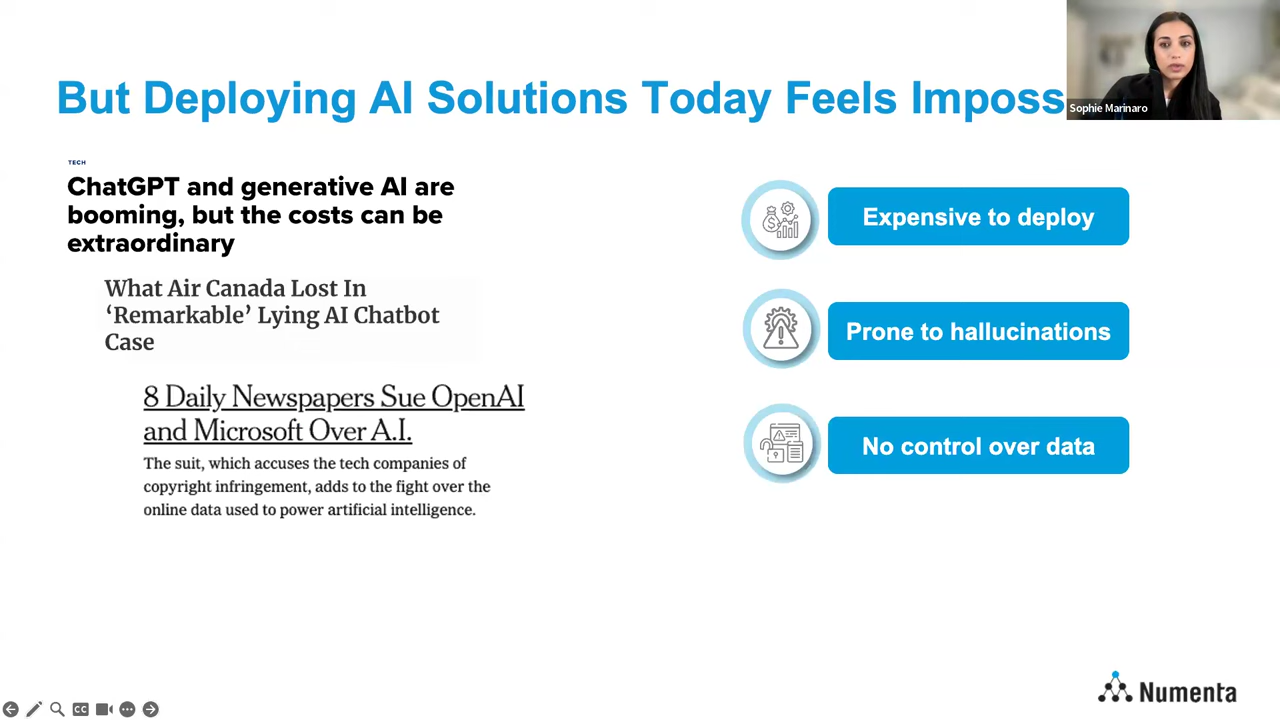 But Deploying AI Solutions Today Feels Imposs
Sophie Marinaro
TECH
ChatGPT and generative AI are
booming, but the costs can be
extraordinary
What Air Canada Lost In
‘Remarkable’ Lying AI Chatbot
Case
8 Daily Newspapers Sue OpenAI
and Microsoft Over A.I.
The suit, which accuses the tech companies of
copyright infringement, adds to the fight over the
online data used to power artificial intelligence.
Expensive to deploy
Prone to hallucinations
No control over data
CC
Numenta